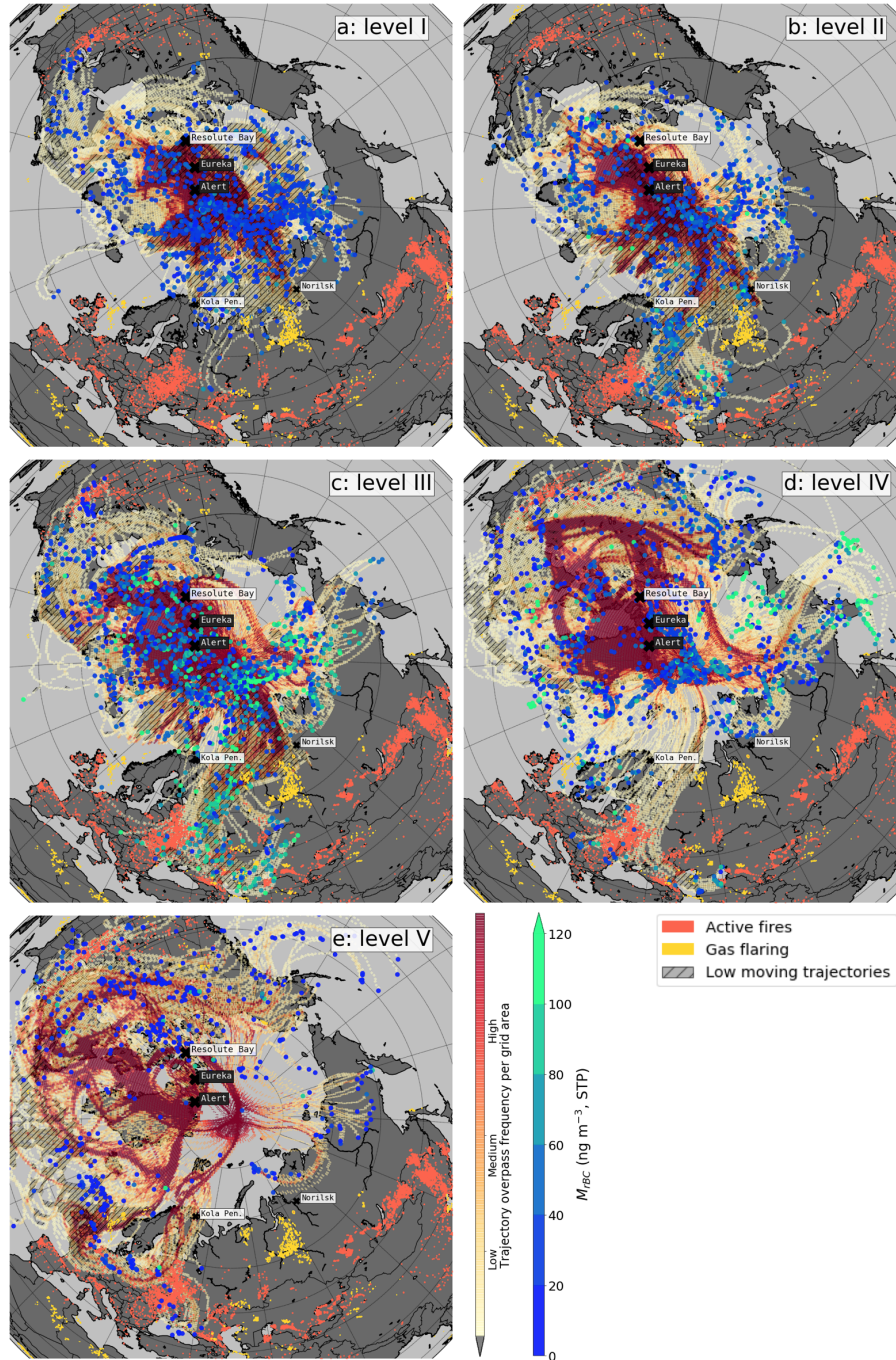 a: level I
Resolute Bay
Eureka
Alert
Norilsk
Kola Pen.
b: level II
Resolute Bay
Eureka
Alert
Norilsk
Kola Pen.
c: level III
Resolute Bay
Eureka
Alert
Norilsk
Kola Pen.
d: level IV
Resolute Bay
Eureka
Alert
Norilsk
Kola Pen.
e: level V
Resolute Bay
Eureka
Alert
Norilsk
Kola Pen.
Low Medium High
Trajectory overpass frequency per grid area
120
100
80
60
40
20
0
M_rBC (ng m⁻³, STP)
Active fires
Gas flaring
Low moving trajectories